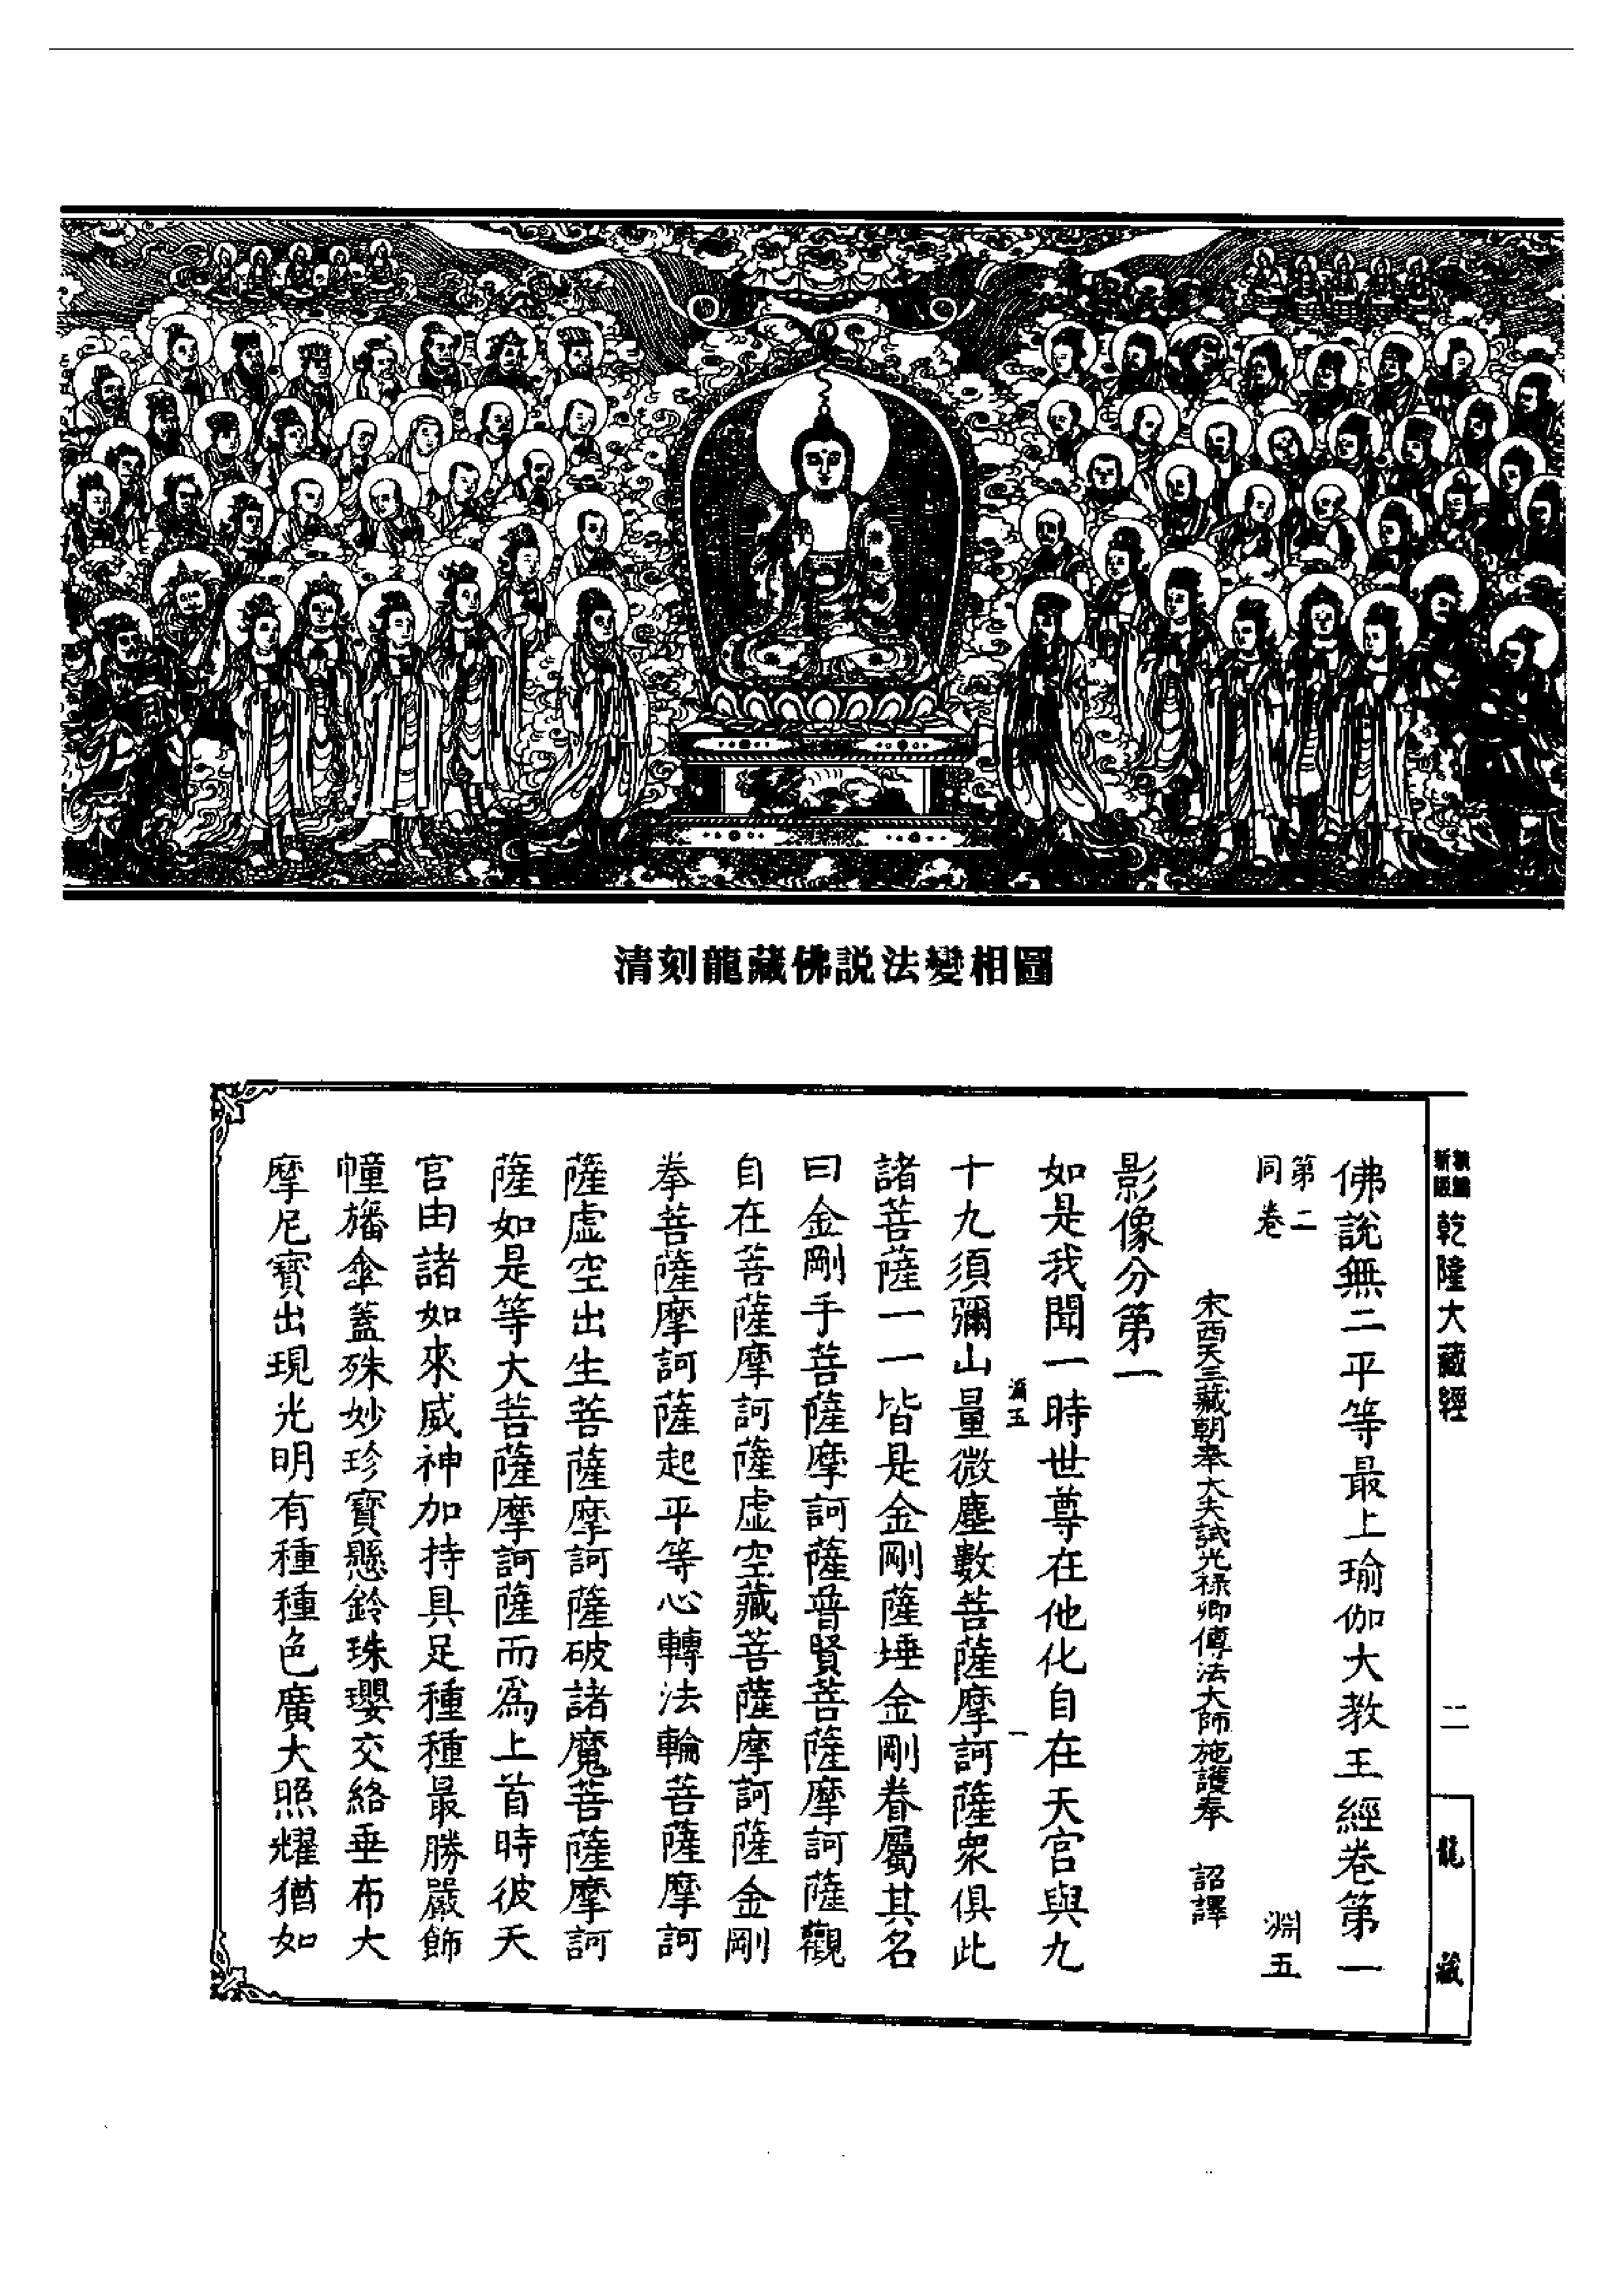 清刻龍藏佛説法變相圖
乾隆大藏經
二
龍藏
佛說無二平等最上瑜伽大教王經卷第一
第二
同卷
淵五
宋西天三藏朝奉大夫試光祿卿傳法大師施護奉 詔譯
影像分第一
如是我聞一時世尊在他化自在天宮與九
十九須彌山量微塵數菩薩摩訶薩衆俱此
諸菩薩一一皆是金剛薩埵金剛眷屬其名
曰金剛手菩薩摩訶薩普賢菩薩摩訶薩觀
自在菩薩摩訶薩虛空藏菩薩摩訶薩金剛
拳菩薩摩訶薩起平等心轉法輪菩薩摩訶
薩虛空出生菩薩摩訶薩破諸魔菩薩摩訶
薩如是等大菩薩摩訶薩而為上首時彼天
宮由諸如來威神加持具足種種最勝嚴飾
幢旛傘蓋殊妙珍寶懸鈴珠瓔交絡垂布大
摩尼寶出現光明有種種色廣大照耀猶如